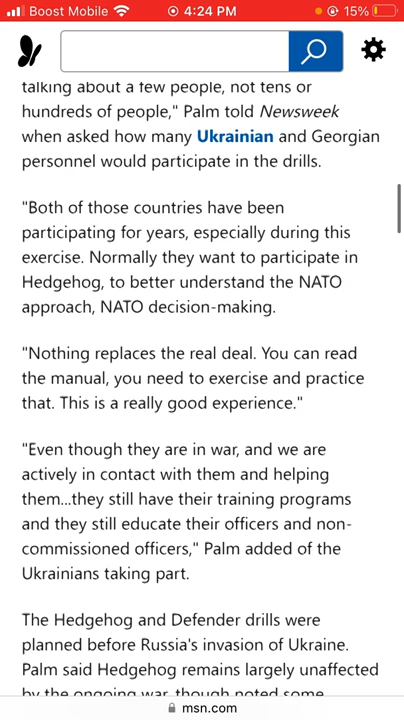 Boost Mobile 4:24 PM 15%
talking about a few people, not tens or
hundreds of people," Palm told Newsweek
when asked how many Ukrainian and Georgian
personnel would participate in the drills.
"Both of those countries have been
participating for years, especially during this
exercise. Normally they want to participate in
Hedgehog, to better understand the NATO
approach, NATO decision-making.
"Nothing replaces the real deal. You can read
the manual, you need to exercise and practice
that. This is a really good experience."
"Even though they are in war, and we are
actively in contact with them and helping
them...they still have their training programs
and they still educate their officers and non-
commissioned officers," Palm added of the
Ukrainians taking part.
The Hedgehog and Defender drills were
planned before Russia's invasion of Ukraine.
Palm said Hedgehog remains largely unaffected
by the ongoing war, though noted some
msn.com